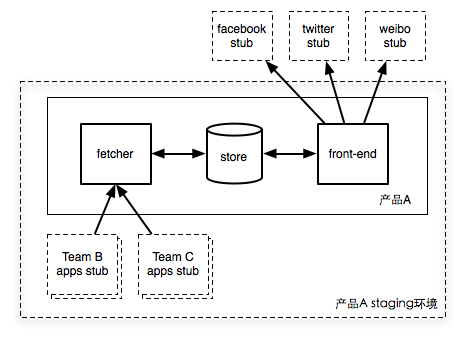 facebook
stub
twitter
stub
weibo
stub
fetcher
store
front-end
产品A
Team B
apps stub
Team C
apps stub
产品A staging环境